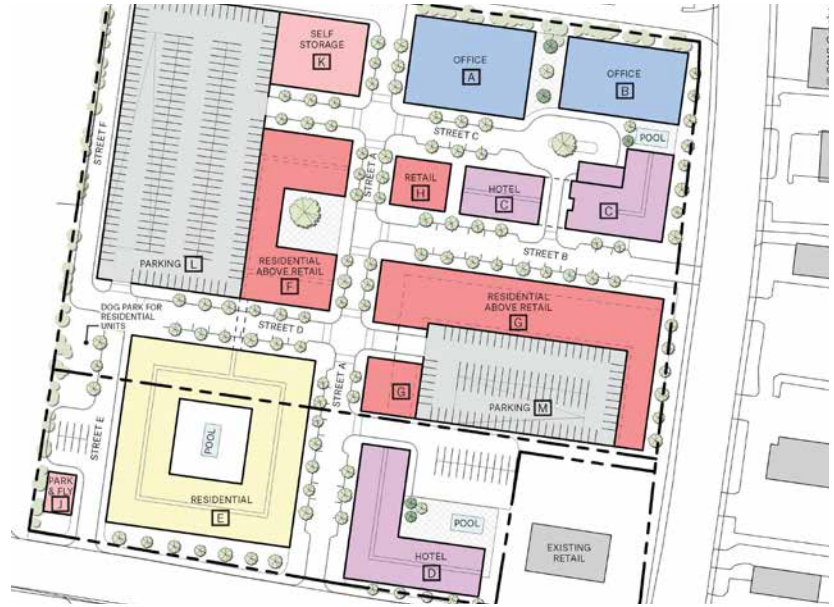 SELF
STORAGE
K
OFFICE
A
OFFICE
B
POOL
STREET C
STREET F
STREET A
RETAIL
H
HOTEL
C
C
STREET B
PARKING L
RESIDENTIAL
ABOVE RETAIL
F
RESIDENTIAL
ABOVE RETAIL
G
DOG PARK FOR
RESIDENTIAL
UNITS
STREET D
STREET A
G
PARKING M
STREET E
POOL
PARK
& FLY
J
RESIDENTIAL
E
POOL
HOTEL
D
EXISTING
RETAIL